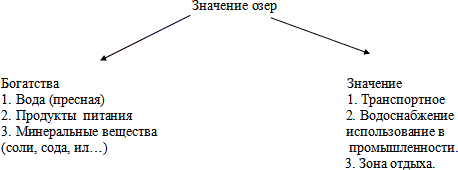 Значение озер
Богатства
1. Вода (пресная)
2. Продукты питания
3. Минеральные вещества
(соли, сода, ил…)
Значение
1. Транспортное
2. Водоснабжение
использование в
промышленности.
3. Зона отдыха.